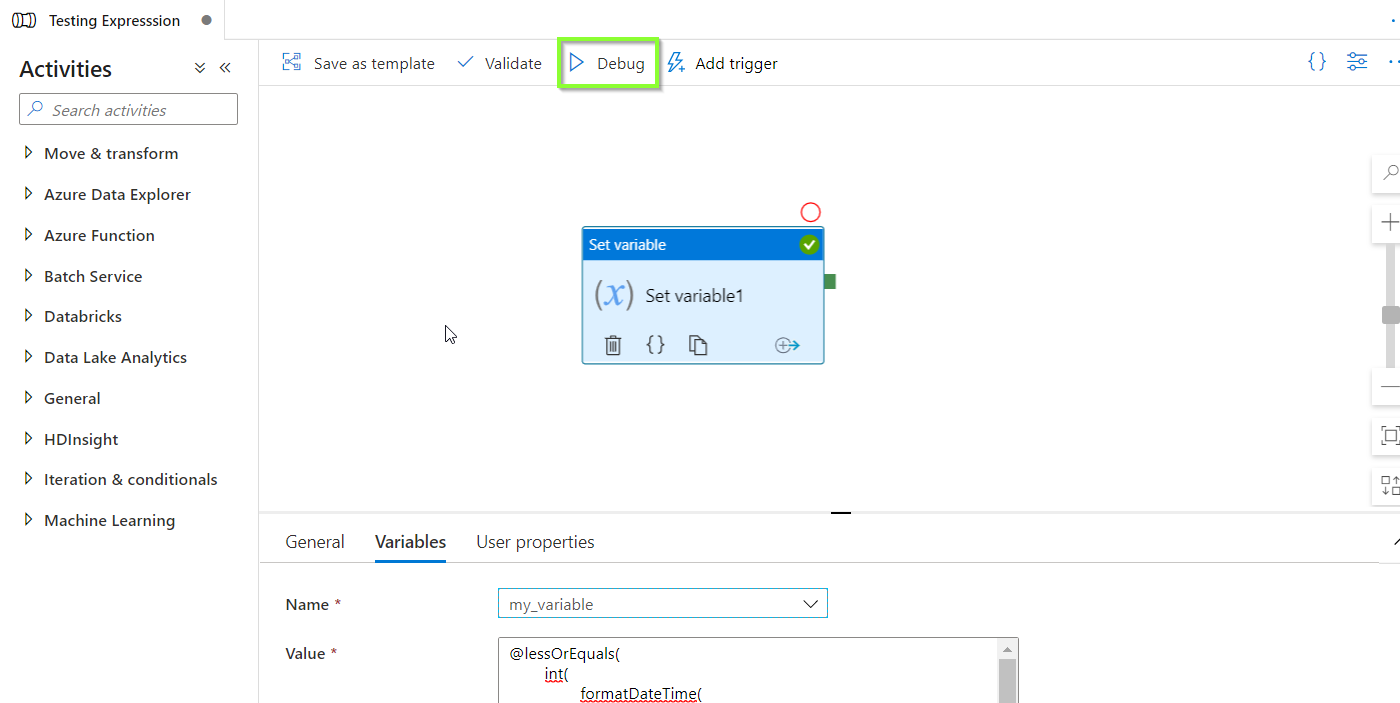 Testing Expresssion
Activities
Search activities
Move & transform
Azure Data Explorer
Azure Function
Batch Service
Databricks
Data Lake Analytics
General
HDInsight
Iteration & conditionals
Machine Learning
Save as template
Validate
Debug
Add trigger
{}
Set variable
(x)
Set variable1
{}
General
Variables
User properties
Name *
my_variable
Value *
@lessOrEquals(
int(
formatDateTime(